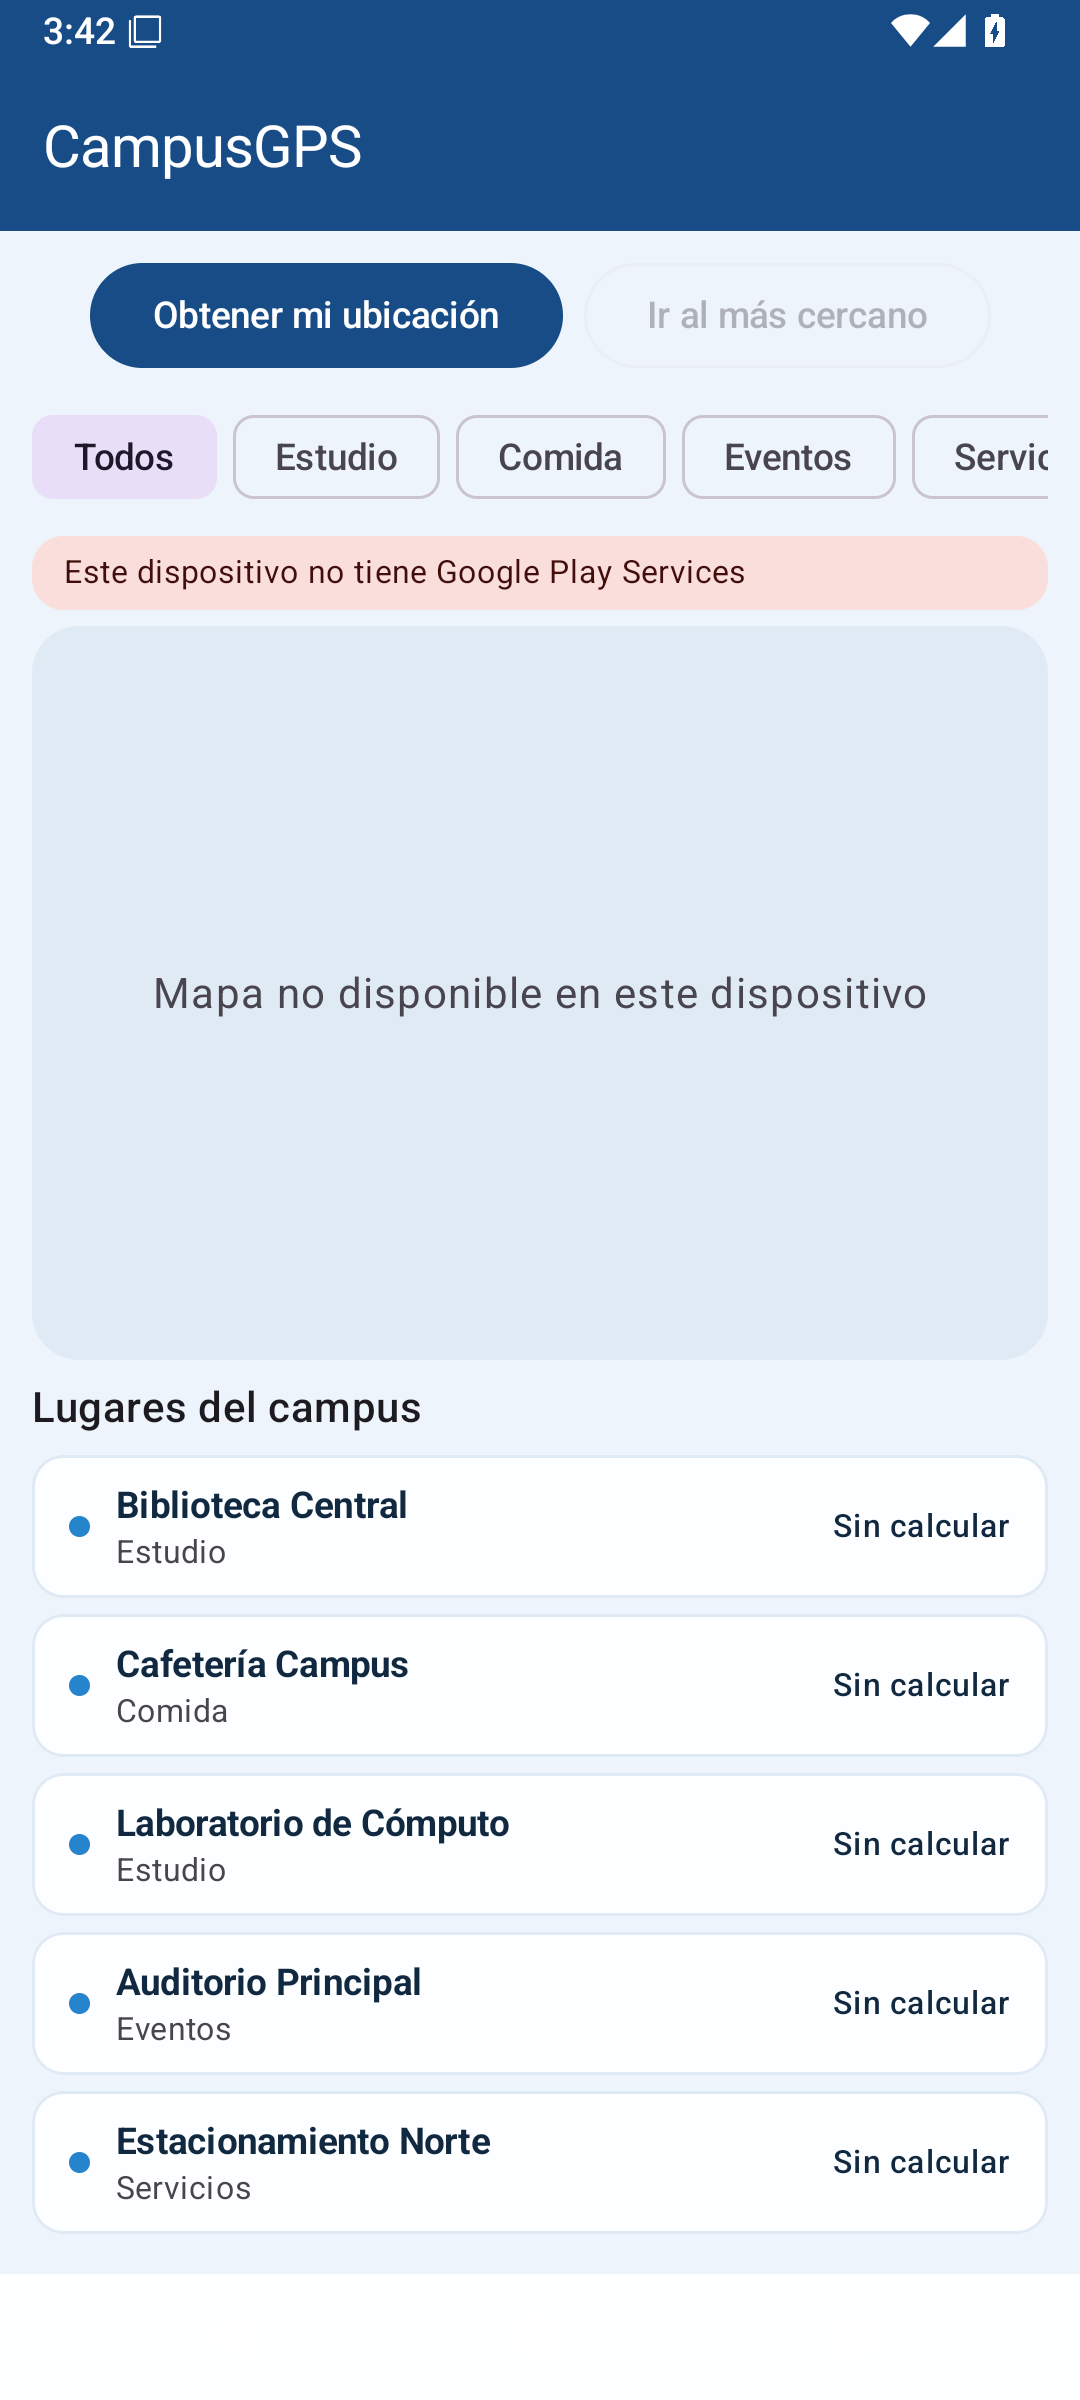 3:42
CampusGPS
Obtener mi ubicación
Ir al más cercano
Todos
Estudio
Comida
Eventos
Servic
Este dispositivo no tiene Google Play Services
Mapa no disponible en este dispositivo
Lugares del campus
Biblioteca Central
Estudio
Sin calcular
Cafetería Campus
Comida
Sin calcular
Laboratorio de Cómputo
Estudio
Sin calcular
Auditorio Principal
Eventos
Sin calcular
Estacionamiento Norte
Servicios
Sin calcular